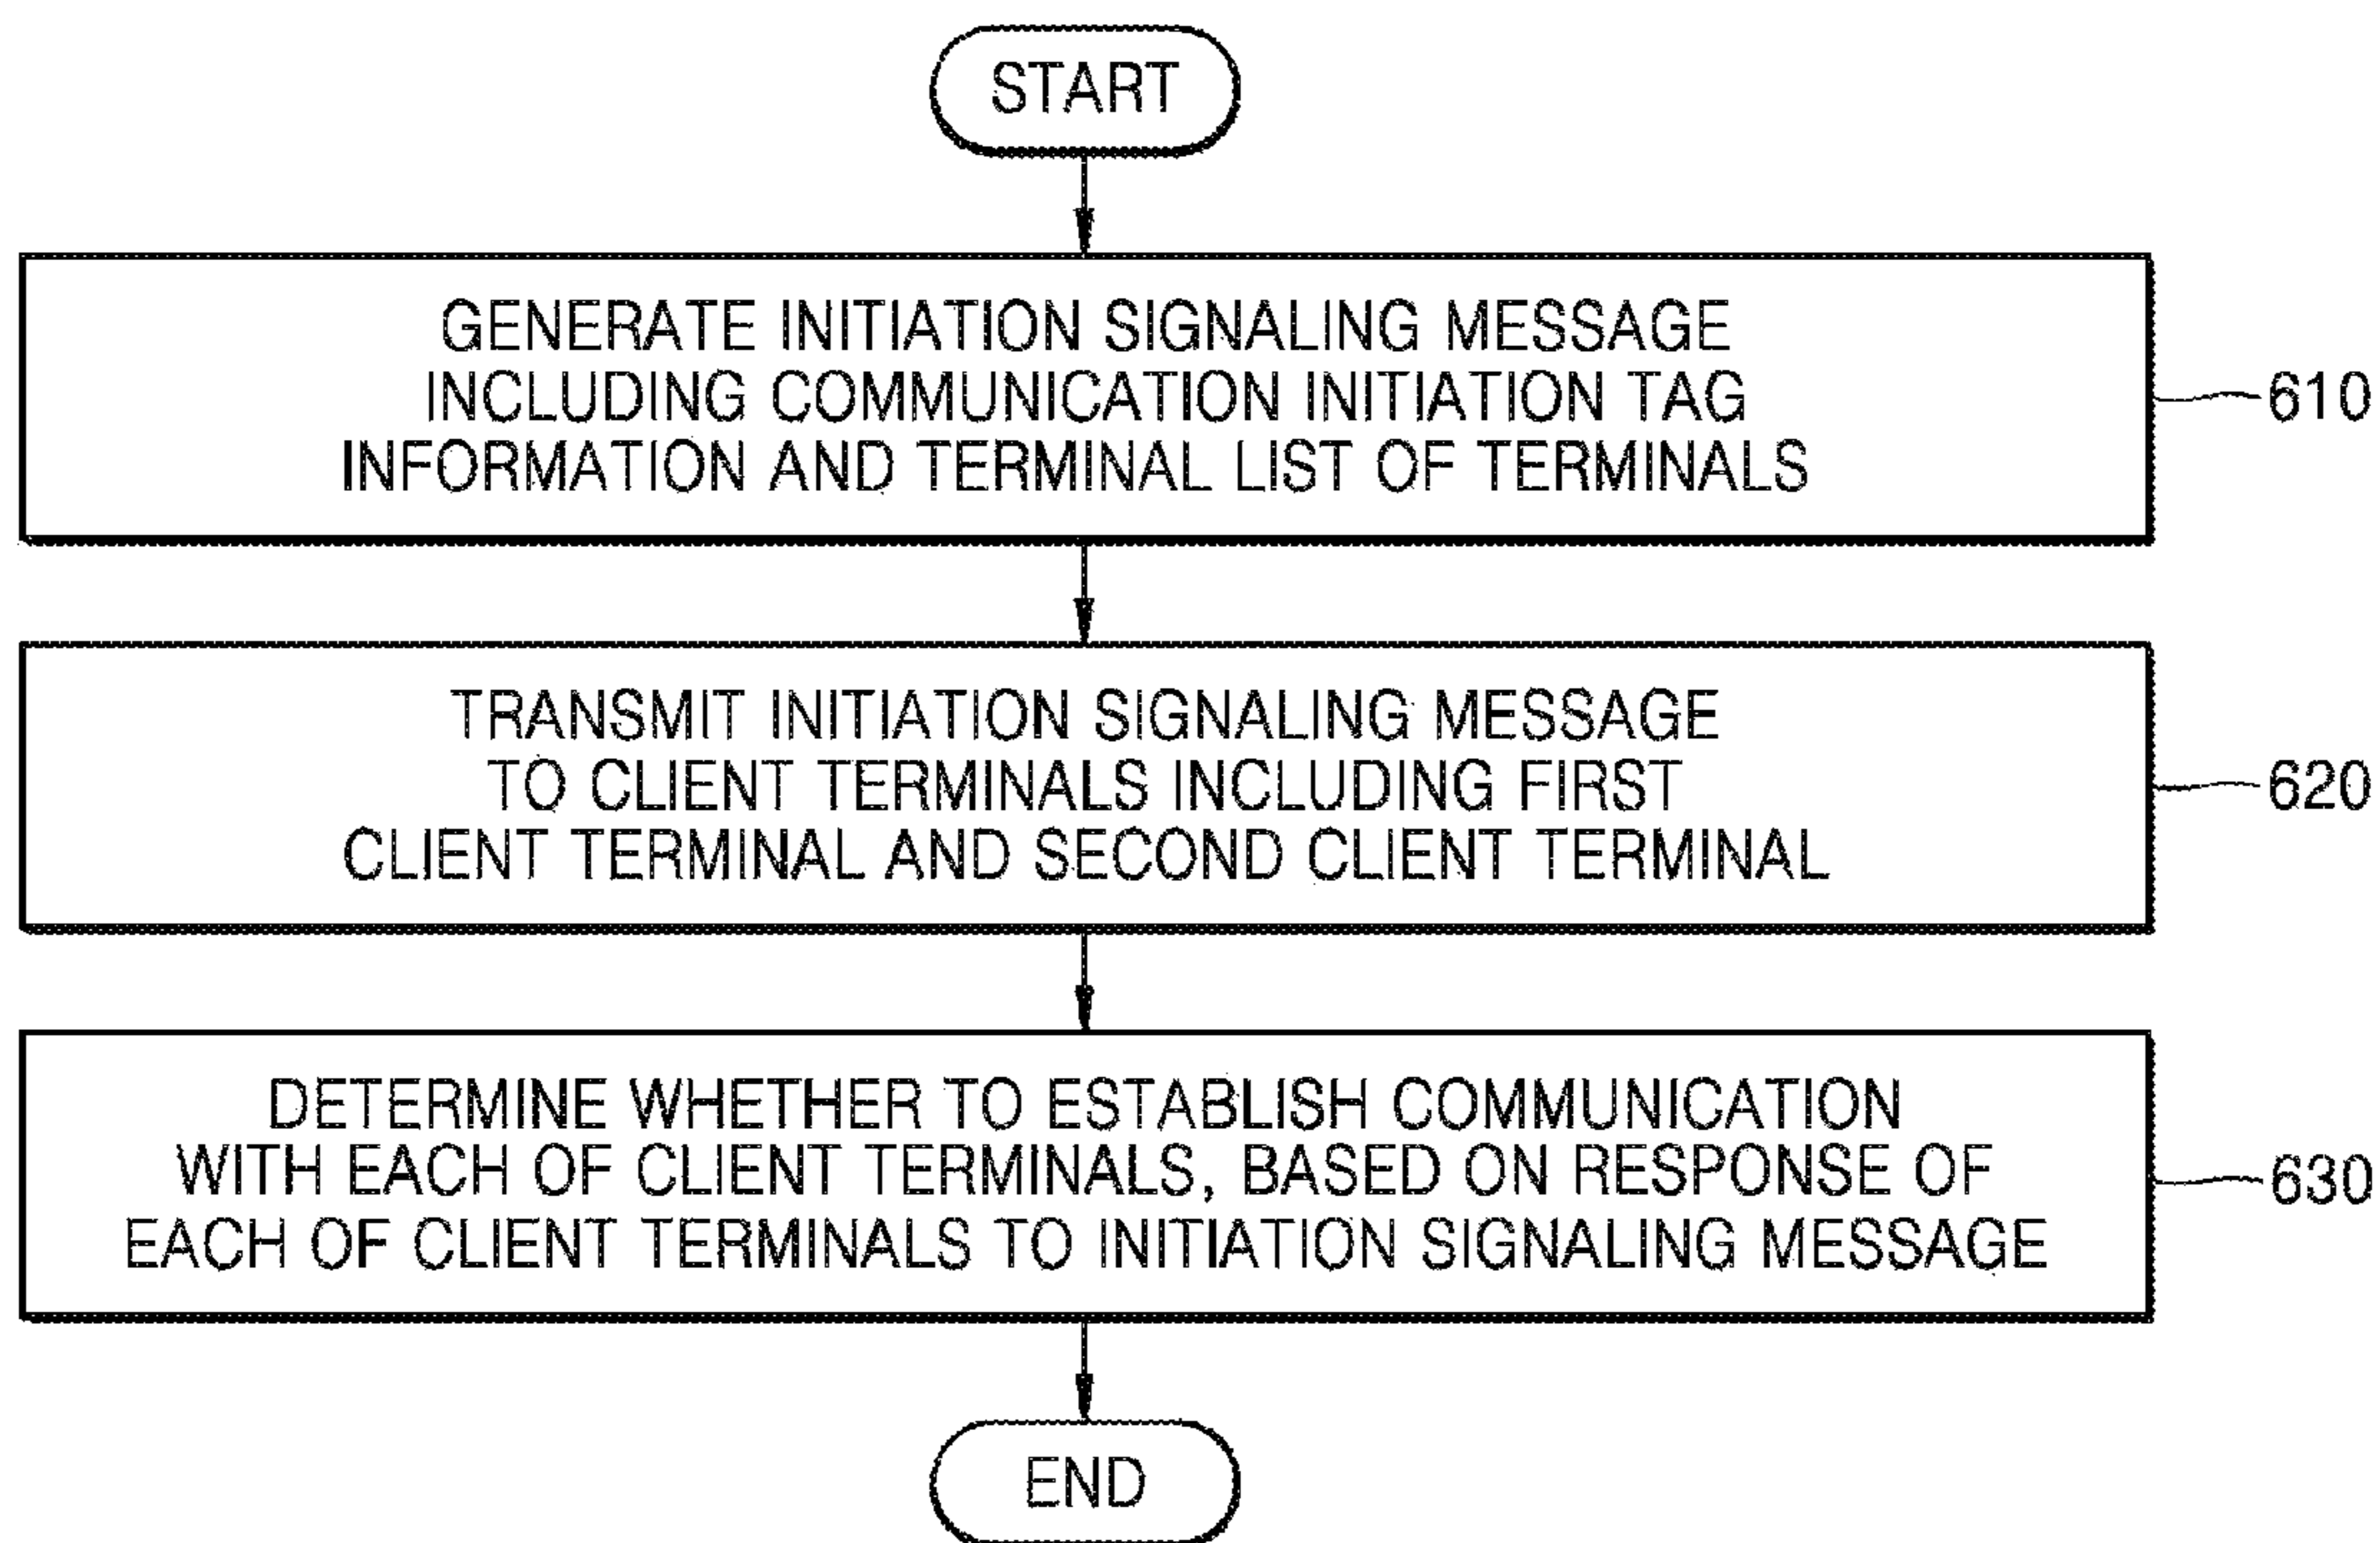 START
GENERATE INITIATION SIGNALING MESSAGE
INCLUDING COMMUNICATION INITIATION TAG
INFORMATION AND TERMINAL LIST OF TERMINALS
610
TRANSMIT INITIATION SIGNALING MESSAGE
TO CLIENT TERMINALS INCLUDING FIRST
CLIENT TERMINAL AND SECOND CLIENT TERMINAL
620
DETERMINE WHETHER TO ESTABLISH COMMUNICATION
WITH EACH OF CLIENT TERMINALS, BASED ON RESPONSE OF
EACH OF CLIENT TERMINALS TO INITIATION SIGNALING MESSAGE
630
END